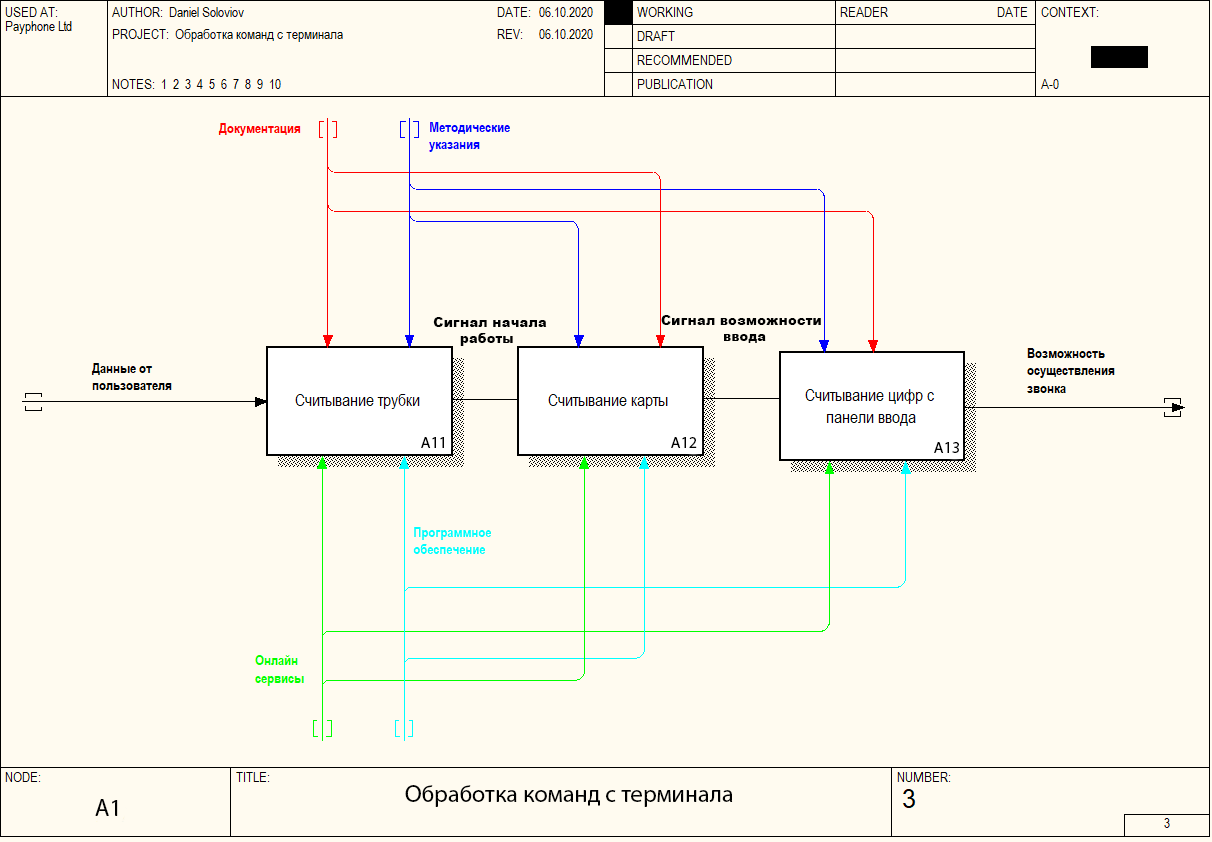 USED AT:
Payphone Ltd
AUTHOR: Daniel Soloviov
DATE: 06.10.2020
PROJECT: Обработка команд с терминала
REV: 06.10.2020
NOTES: 1 2 3 4 5 6 7 8 9 10
WORKING
DRAFT
RECOMMENDED
PUBLICATION
READER DATE
CONTEXT:
A-0
Документация
Методические
указания
Сигнал начала
работы
Сигнал возможности
ввода
Данные от
пользователя
Возможность
осуществления
звонка
Считывание трубки
A11
Считывание карты
A12
Считывание цифр с
панели ввода
A13
Программное
обеспечение
Онлайн
сервисы
NODE:
A1
TITLE:
Обработка команд с терминала
NUMBER:
3
3